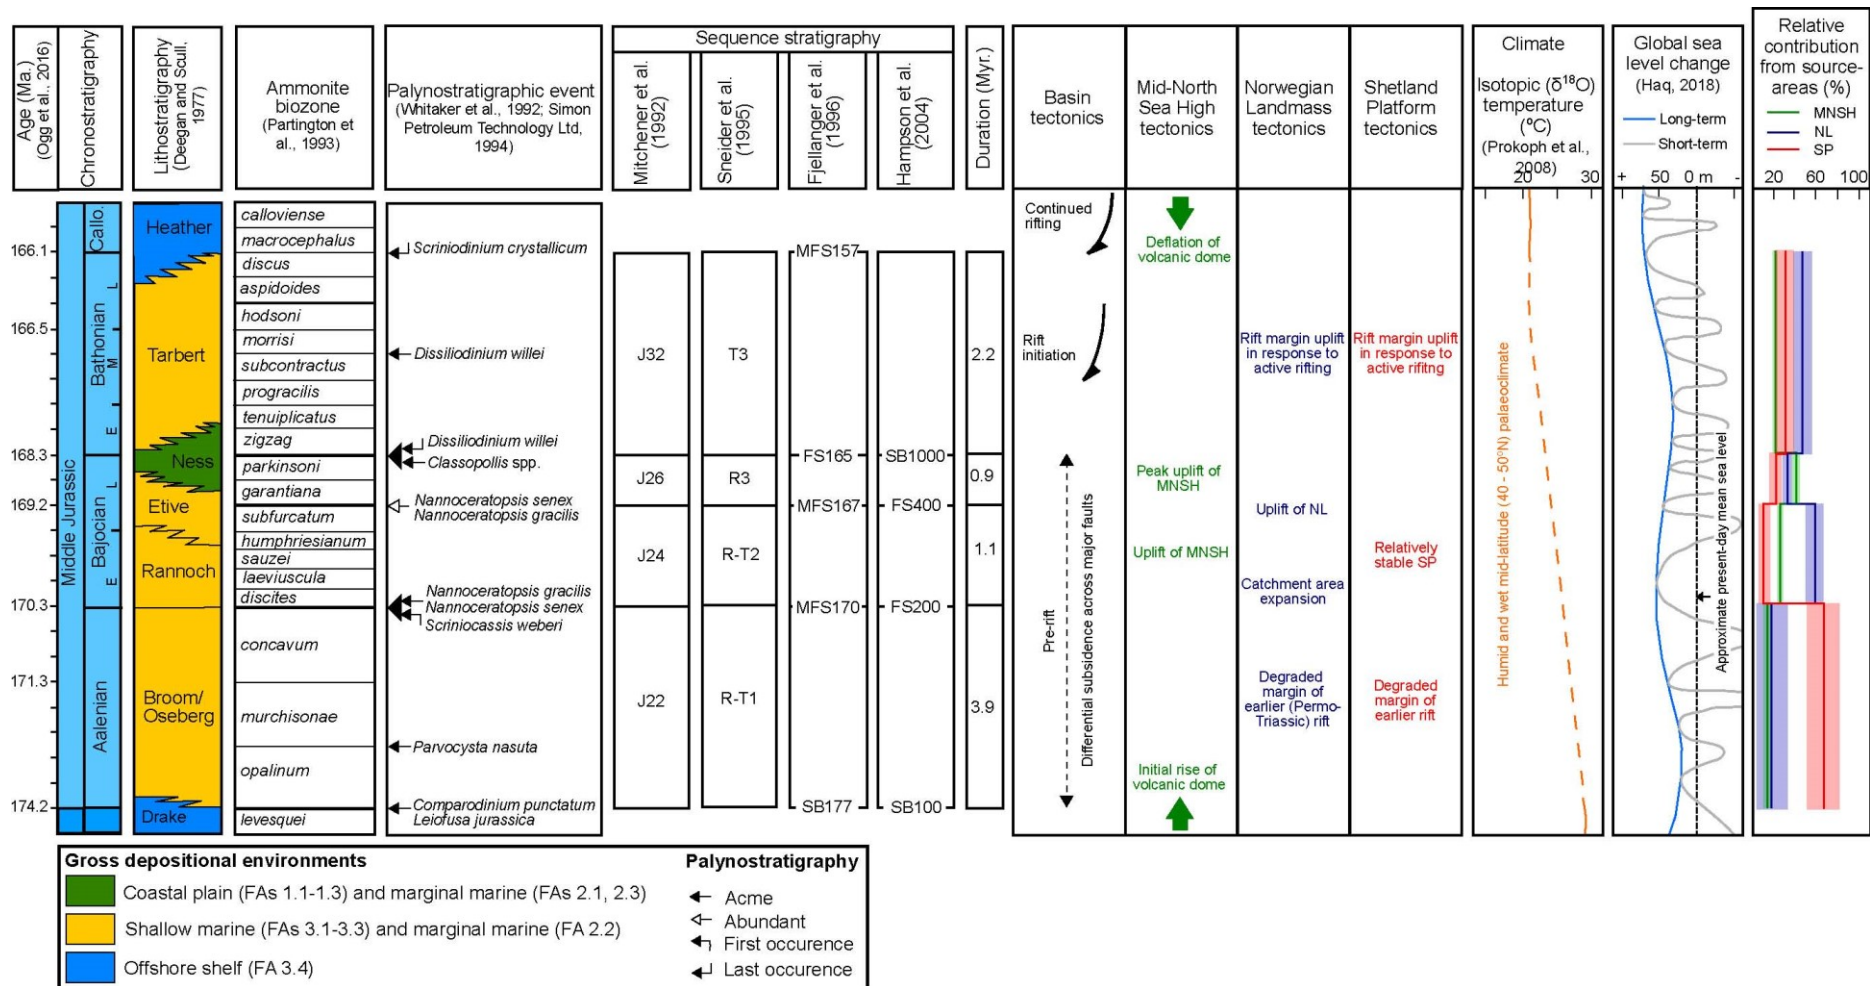 Age (Ma.)
(Ogg et al., 2016)
Chronostratigraphy
Lithostratigraphy
(Deegan and Scull.
1977)
Ammonite
biozone
(Partington et
al., 1993)
Palynostratigraphic event
(Whitaker et al., 1992; Simon
Petroleum Technology Ltd,
1994)
Sequence stratigraphy
Mitchener et al.
(1992)
Sneider et al.
(1995)
Fjellanger et al.
(1996)
Hampson et al.
(2004)
Duration (Myr.)
Basin
tectonics
Mid-North
Sea High
tectonics
Norwegian
Landmass
tectonics
Shetland
Platform
tectonics
Climate
Isotopic (δ18O)
temperature
(°C)
(Prokoph et al.,
2008)
20
30
Global sea
level change
(Haq, 2018)
Long-term
Short-term
+ 50 0 m -
Relative
contribution
from source-
areas (%)
MNSH
NL
SP
20 60 100
166.1
166.5
168.3
169.2
170.3
171.3
174.2
Middle Jurassic
Callo.
Bathonian
L
M
E
Bajocian
L
E
Aalenian
Heather
Tarbert
Ness
Etive
Rannoch
Broom/
Oseberg
Drake
calloviense
macrocephalus
discus
aspidoides
hodsoni
morrisi
subcontractus
progracilis
tenuiplicatus
zigzag
parkinsoni
garantiana
subfurcatum
humphriesianum
sauzei
laeviuscula
discites
concavum
murchisonae
opalinum
levesquei
Scriniodinium crystallicum
Dissiliodinium willei
Dissiliodinium willei
Classopollis spp.
Nannoceratopsis senex
Nannoceratopsis gracilis
Nannoceratopsis gracilis
Nannoceratopsis senex
Scriniocassis weberi
Parvocysta nasuta
Comparodinium punctatum
Leiofusa jurassica
J32
J26
J24
J22
T3
R3
R-T2
R-T1
MFS157
FS165
MFS167
MFS170
SB177
SB1000
FS400
FS200
SB100
2.2
0.9
1.1
3.9
Continued
rifting
Rift
initiation
Pre-rift
Differential subsidence across major faults
Deflation of
volcanic dome
Peak uplift of
MNSH
Uplift of MNSH
Initial rise of
volcanic dome
Rift margin uplift
in response to
active rifting
Uplift of NL
Catchment area
expansion
Degraded
margin of
earlier (Permo-
Triassic) rift
Rift margin uplift
in response to
active rifitng
Relatively
stable SP
Degraded
margin of
earlier rift
Humid and wet mid-latitude (40 - 50°N) palaeoclimate
Approximate present-day mean sea level
Gross depositional environments
Coastal plain (FAs 1.1-1.3) and marginal marine (FAs 2.1, 2.3)
Shallow marine (FAs 3.1-3.3) and marginal marine (FA 2.2)
Offshore shelf (FA 3.4)
Palynostratigraphy
Acme
Abundant
First occurence
Last occurence